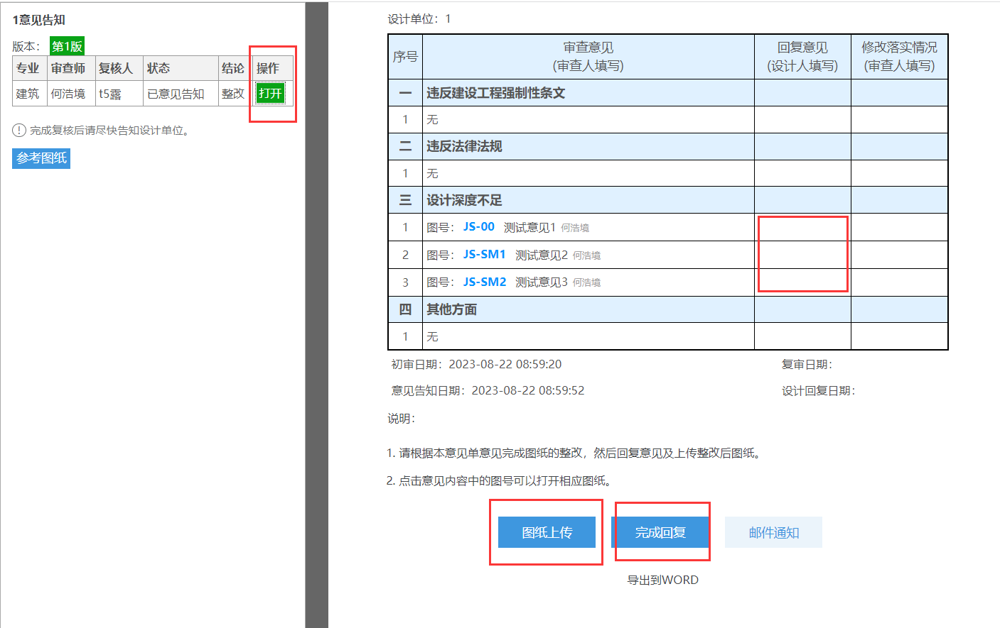 1意见告知
版本： 第1版
专业 审查师 复核人 状态 结论 操作
建筑 何浩境 t5露 已意见告知 整改 打开
! 完成复核后请尽快告知设计单位。
参考图纸
设计单位：1
序号 审查意见 回复意见 修改落实情况
(审查人填写) (设计人填写) (审查人填写)
一 违反建设工程强制性条文
1 无
二 违反法律法规
1 无
三 设计深度不足
1 图号： JS-00 测试意见1 何浩境
2 图号： JS-SM1 测试意见2 何浩境
3 图号： JS-SM2 测试意见3 何浩境
四 其他方面
1 无
初审日期：2023-08-22 08:59:20 复审日期：
意见告知日期：2023-08-22 08:59:52 设计回复日期：
说明：
1. 请根据本意见单意见完成图纸的整改，然后回复意见及上传整改后图纸。
2. 点击意见内容中的图号可以打开相应图纸。
图纸上传 完成回复 邮件通知
导出到WORD